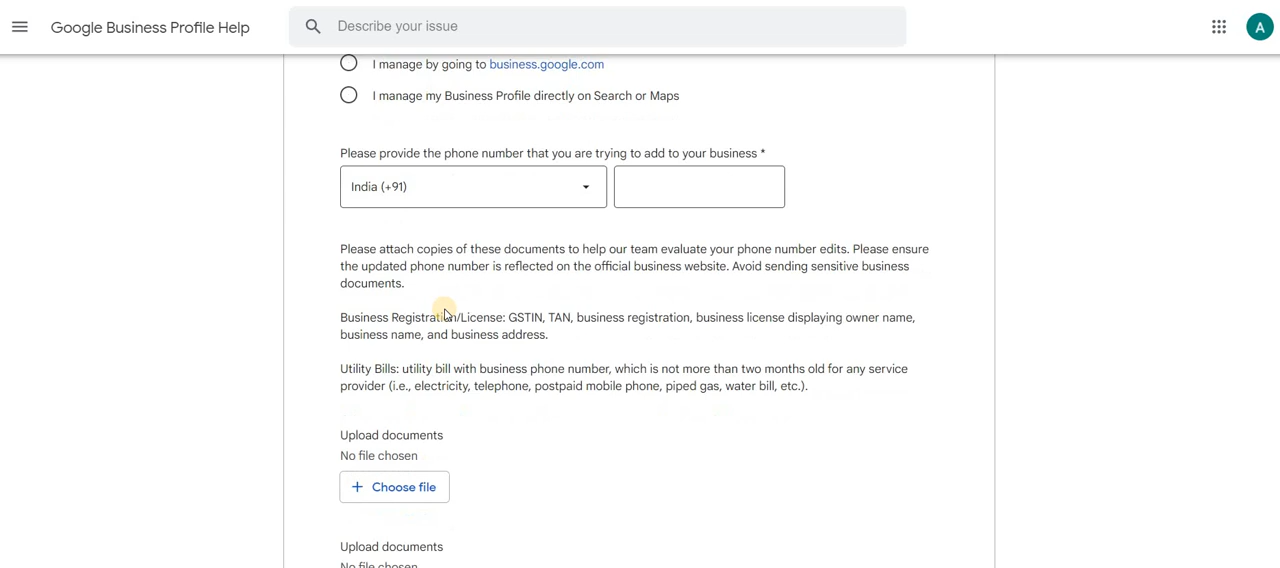 Google Business Profile Help
Describe your issue
A
I manage by going to business.google.com
I manage my Business Profile directly on Search or Maps
Please provide the phone number that you are trying to add to your business *
India (+91)
Please attach copies of these documents to help our team evaluate your phone number edits. Please ensure
the updated phone number is reflected on the official business website. Avoid sending sensitive business
documents.
Business Registration/License: GSTIN, TAN, business registration, business license displaying owner name,
business name, and business address.
Utility Bills: utility bill with business phone number, which is not more than two months old for any service
provider (i.e., electricity, telephone, postpaid mobile phone, piped gas, water bill, etc.).
Upload documents
No file chosen
+ Choose file
Upload documents
No file chosen